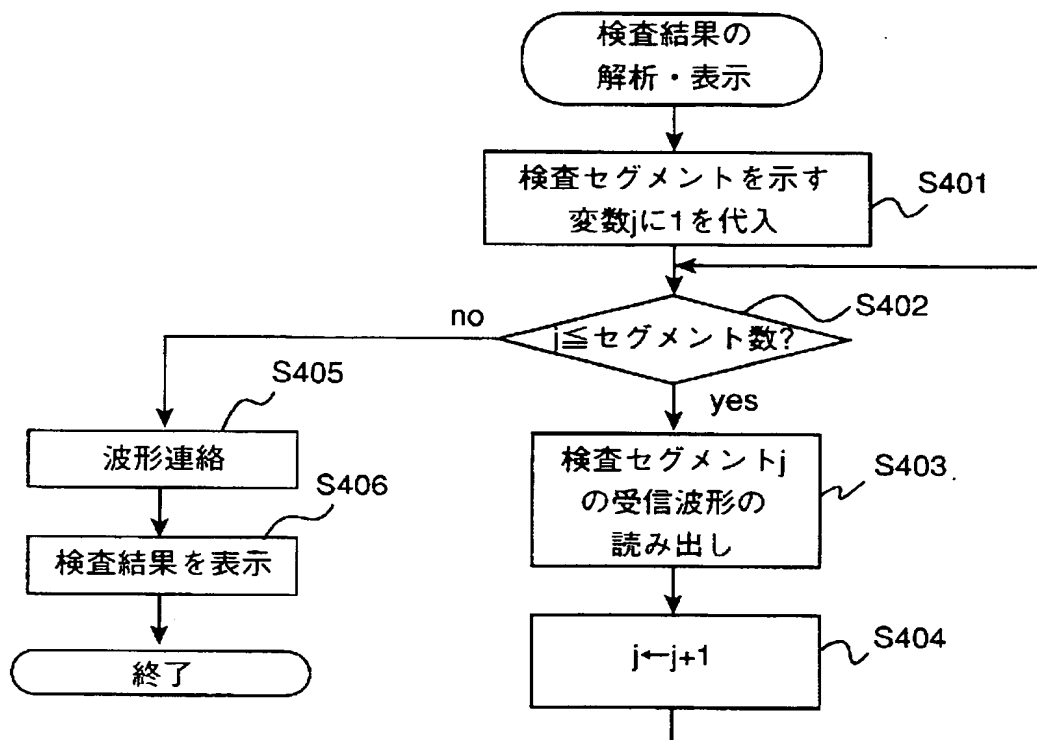 検査結果の
解析・表示
検査セグメントを示す
変数jに1を代入
S401
j≦セグメント数?
S402
no
yes
検査セグメントj
の受信波形の
読み出し
S403
j←j+1
S404
波形連絡
S405
検査結果を表示
S406
終了